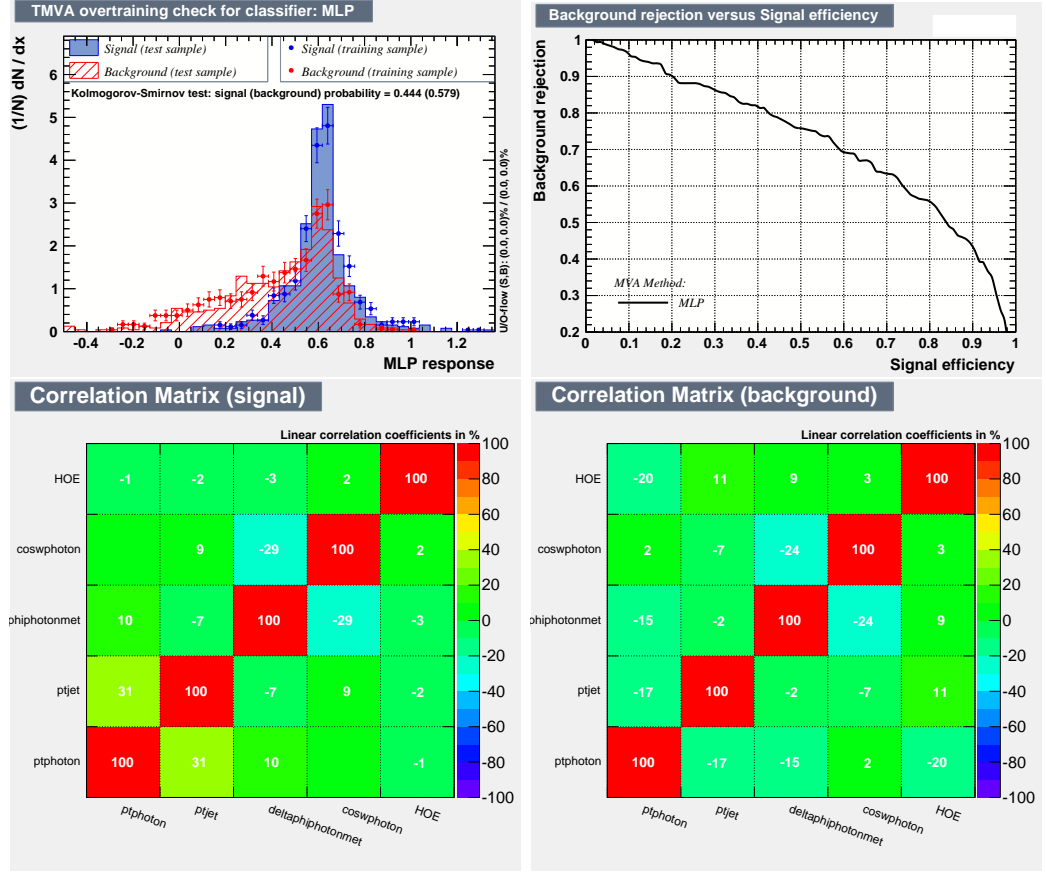 TMVA overtraining check for classifier: MLP
(1/N) dN / dx
Signal (test sample)
Background (test sample)
Signal (training sample)
Background (training sample)
Kolmogorov-Smirnov test: signal (background) probability = 0.444 (0.579)
6
5
4
3
2
1
0
-0.4 -0.2 0 0.2 0.4 0.6 0.8 1 1.2
MLP response
U/O-flow (S,B): (0.0, 0.0)% / (0.0, 0.0)%
Background rejection versus Signal efficiency
Background rejection
1
0.9
0.8
0.7
0.6
0.5
0.4
0.3
0.2
MVA Method:
MLP
0 0.1 0.2 0.3 0.4 0.5 0.6 0.7 0.8 0.9 1
Signal efficiency
Correlation Matrix (signal)
Linear correlation coefficients in %
HOE -1 -2 -3 2 100
coswphoton 9 -29 100 2
phiphotonmet 10 -7 100 -29 -3
ptjet 31 100 -7 9 -2
ptphoton 100 31 10 -1
ptphoton ptjet deltaphiphotonmet coswphoton HOE
100
80
60
40
20
0
-20
-40
-60
-80
-100
Correlation Matrix (background)
Linear correlation coefficients in %
HOE -20 11 9 3 100
coswphoton 2 -7 -24 100 3
phiphotonmet -15 -2 100 -24 9
ptjet -17 100 -2 -7 11
ptphoton 100 -17 -15 2 -20
ptphoton ptjet deltaphiphotonmet coswphoton HOE
100
80
60
40
20
0
-20
-40
-60
-80
-100